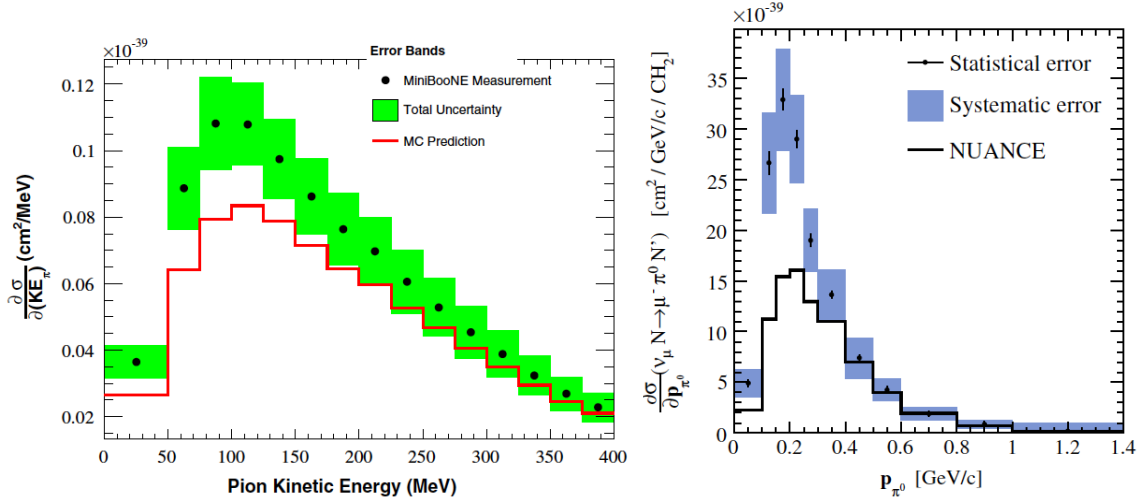 ×10⁻³⁹
0.12
0.1
0.08
0.06
0.04
0.02
∂σ/∂(KEπ) (cm²/MeV)
Error Bands
MiniBooNE Measurement
Total Uncertainty
MC Prediction
0 50 100 150 200 250 300 350 400
Pion Kinetic Energy (MeV)
×10⁻³⁹
35
30
25
20
15
10
5
0
∂σ/∂pπ⁰ (νμ N→μ⁻ π⁰ N’) [cm² / GeV/c / CH₂]
Statistical error
Systematic error
NUANCE
0 0.2 0.4 0.6 0.8 1 1.2 1.4
pπ⁰ [GeV/c]